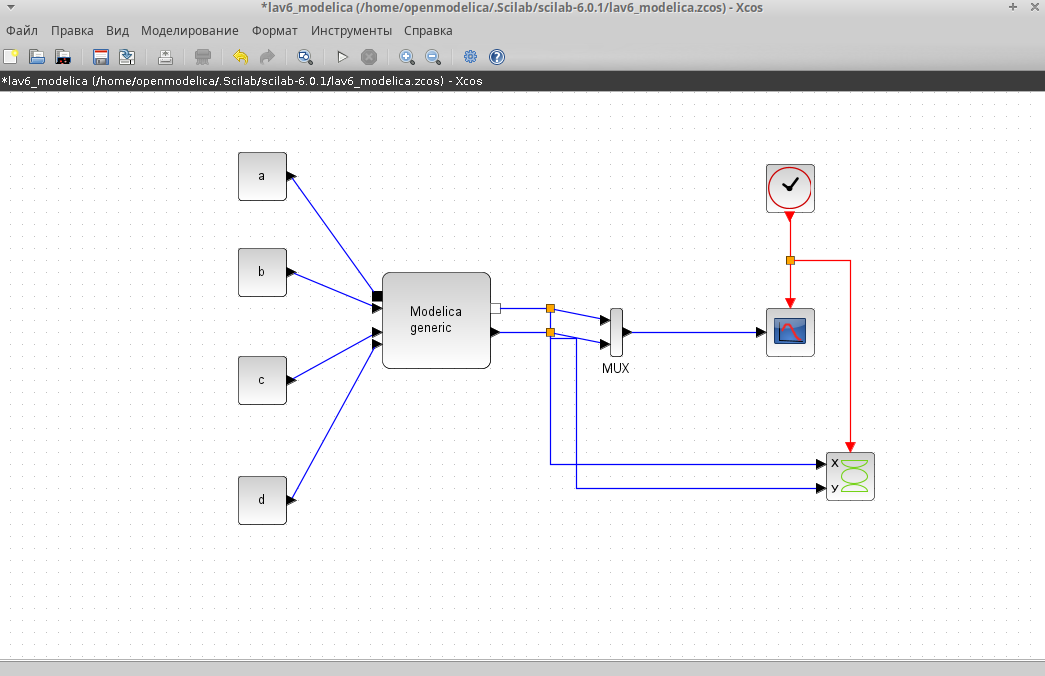 *lav6_modelica (/home/openmodelica/.Scilab/scilab-6.0.1/lav6_modelica.zcos) - Xcos
Файл Правка Вид Моделирование Формат Инструменты Справка
*lav6_modelica (/home/openmodelica/.Scilab/scilab-6.0.1/lav6_modelica.zcos) - Xcos
a
b
Modelica
generic
MUX
c
X
y
d